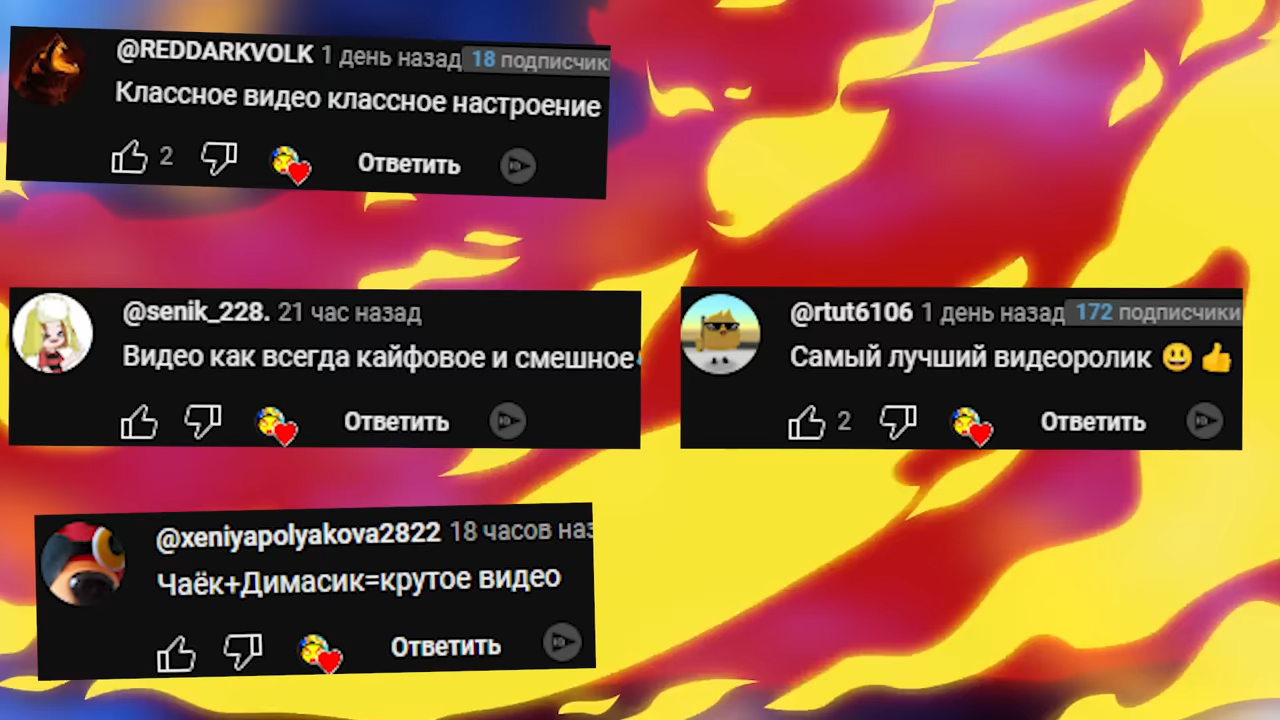 @REDDARKVOLK 1 день назад 18 подписчик
Классное видео классное настроение
2 Ответить
@senik_228. 21 час назад
Видео как всегда кайфовое и смешное
Ответить
@rtut6106 1 день назад 172 подписчики
Самый лучший видеоролик 😃 👍
2 Ответить
@xeniyapolyakova2822 18 часов наз
Чаёк+Димасик=крутое видео
Ответить